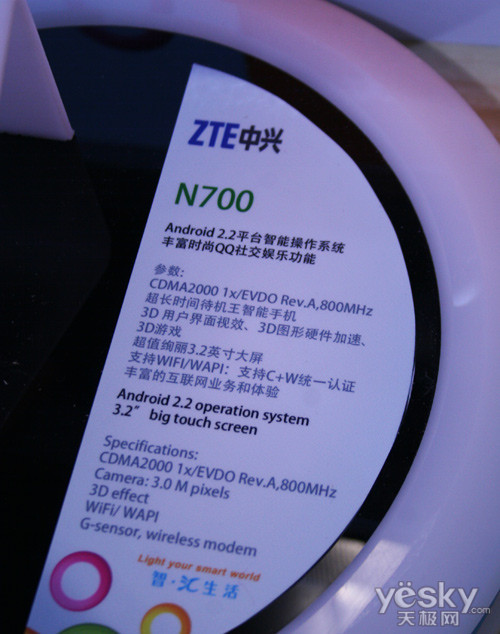 ZTE中兴
N700
Android 2.2平台智能操作系统
丰富时尚QQ社交娱乐功能
参数:
CDMA2000 1x/EVDO Rev.A,800MHz
超长时间待机王智能手机
3D 用户界面视效、3D图形硬件加速、
3D游戏
超值绚丽3.2英寸大屏
支持WIFI/WAPI：支持C+W统一认证
丰富的互联网业务和体验
Android 2.2 operation system
3.2” big touch screen
Specifications:
CDMA2000 1x/EVDO Rev.A,800MHz
Camera: 3.0 M pixels
3D effect
WiFi/ WAPI
G-sensor, wireless modem
Light your smart world
智·汇生活
yesky
天极网.com